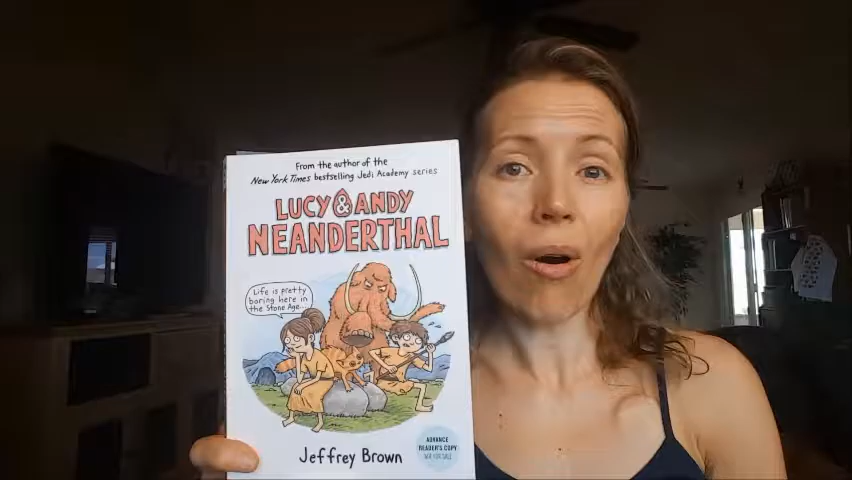 From the author of the
New York Times bestselling Jedi Academy series
LUCY & ANDY
NEANDERTHAL
Life is pretty
boring here in
the Stone Age...
Jeffrey Brown
ADVANCE
READER'S COPY
NOT FOR SALE